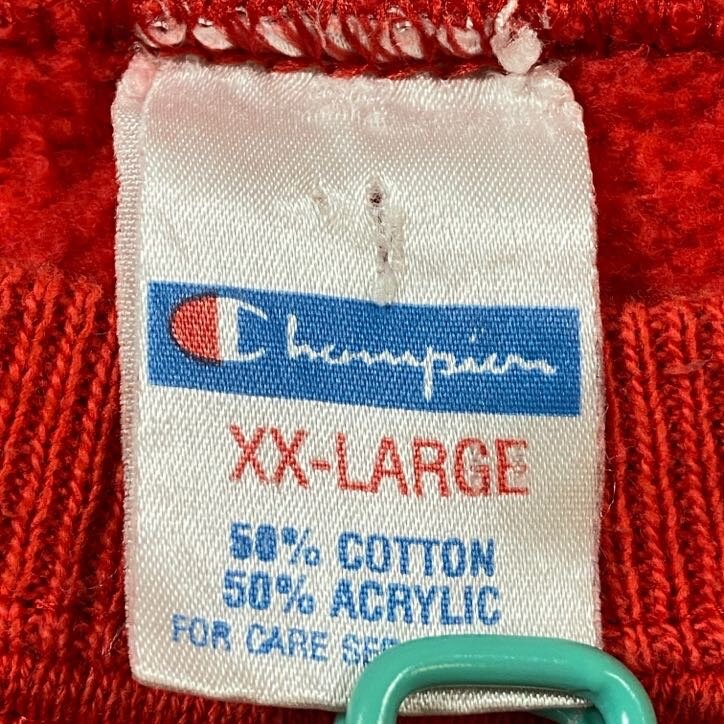 Champion
XX-LARGE
50% COTTON
50% ACRYLIC
FOR CARE